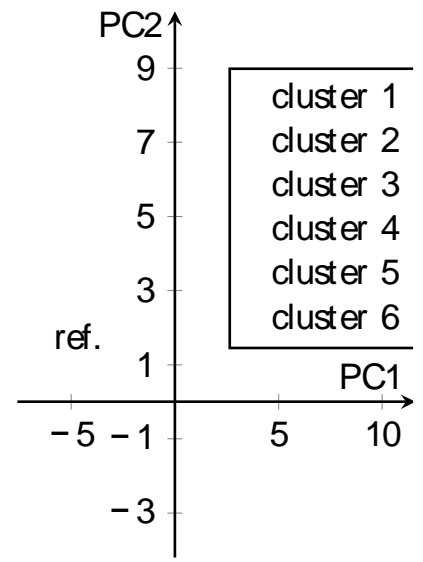 PC2
9
cluster 1
7
cluster 2
cluster 3
5
cluster 4
cluster 5
3
cluster 6
ref.
1
PC1
−5 −1 5 10
−3